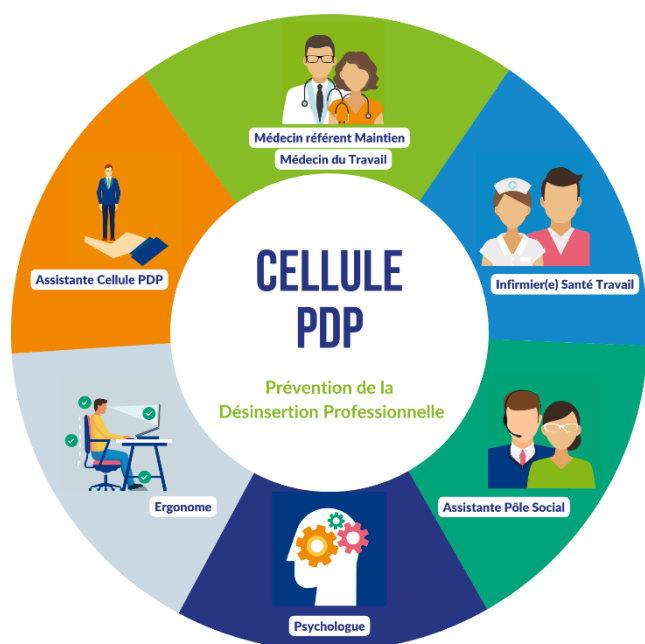 Médecin référent Maintien
Médecin du Travail
Infirmier(e) Santé Travail
Assistante Pôle Social
Psychologue
Ergonome
Assistante Cellule PDP
CELLULE
PDP
Prévention de la
Désinsertion Professionnelle